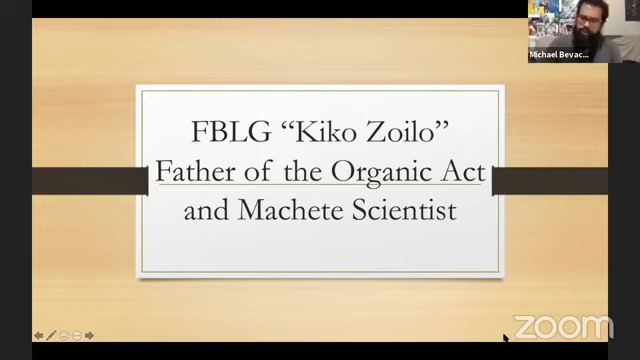 Michael Bevac...
FBLG “Kiko Zoilo”
Father of the Organic Act
and Machete Scientist
zoom